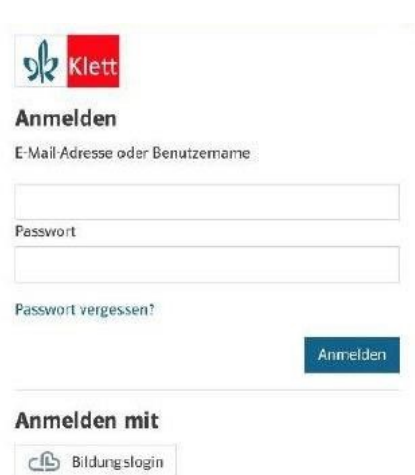 Klett
Anmelden
E-Mail-Adresse oder Benutzername
Passwort
Passwort vergessen?
Anmelden
Anmelden mit
Bildungslogin